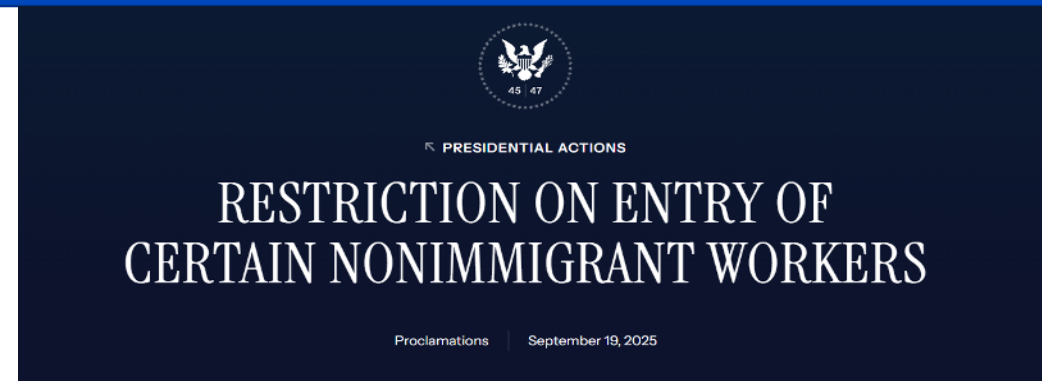 45 47
PRESIDENTIAL ACTIONS
RESTRICTION ON ENTRY OF
CERTAIN NONIMMIGRANT WORKERS
Proclamations September 19, 2025